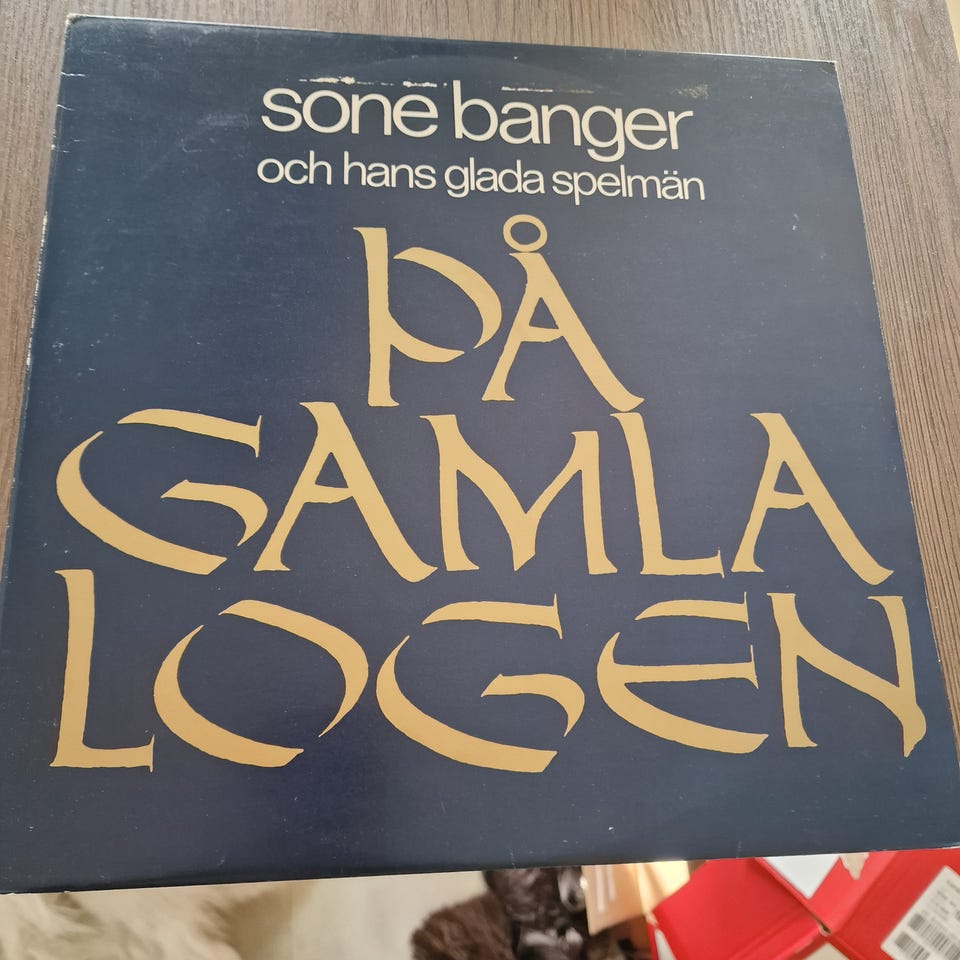 sone banger
och hans glada spelmän
PÅ
GAMLA
LOGEN